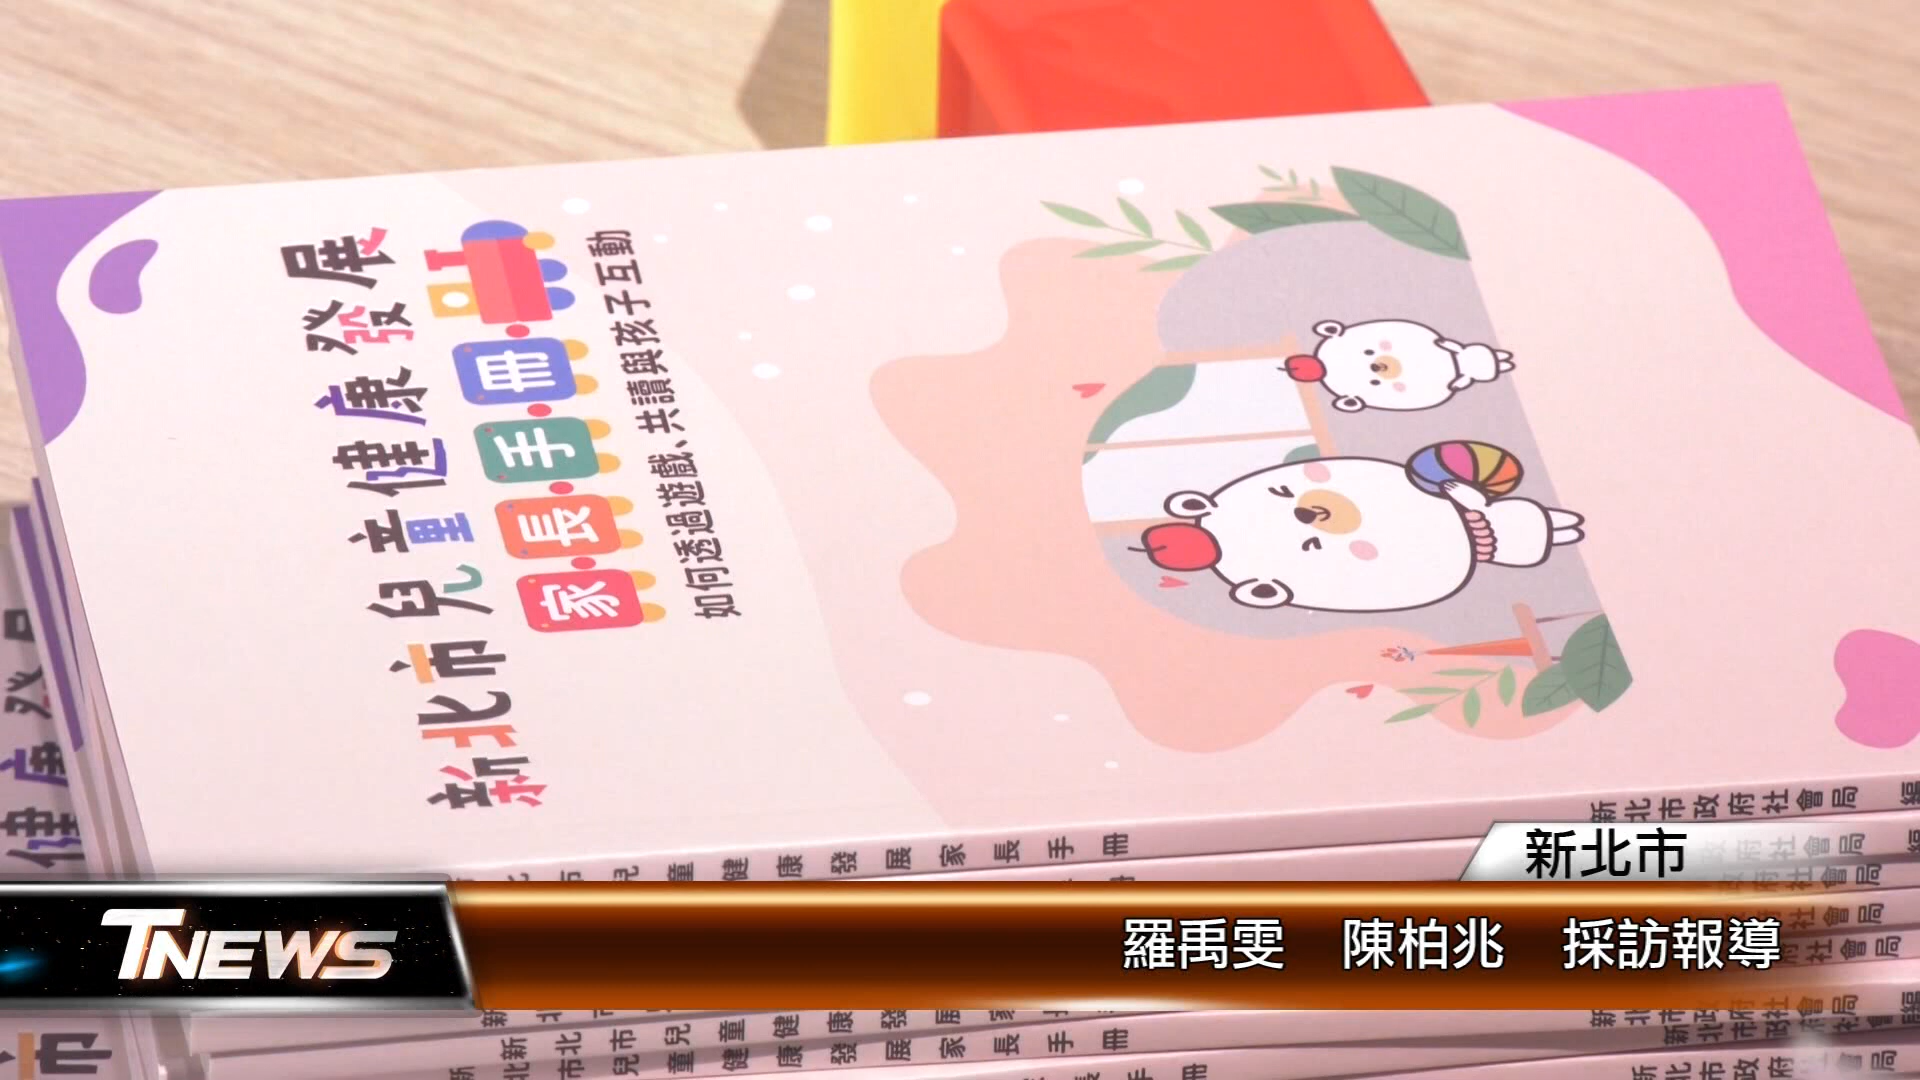 新北市兒童健康發展
家長手冊
如何透過遊戲、共讀與孩子互動
新北市兒童健康發展家長手冊 新北市政府社會局 編
新北市
TNEWS
羅禹雯 陳柏兆 採訪報導